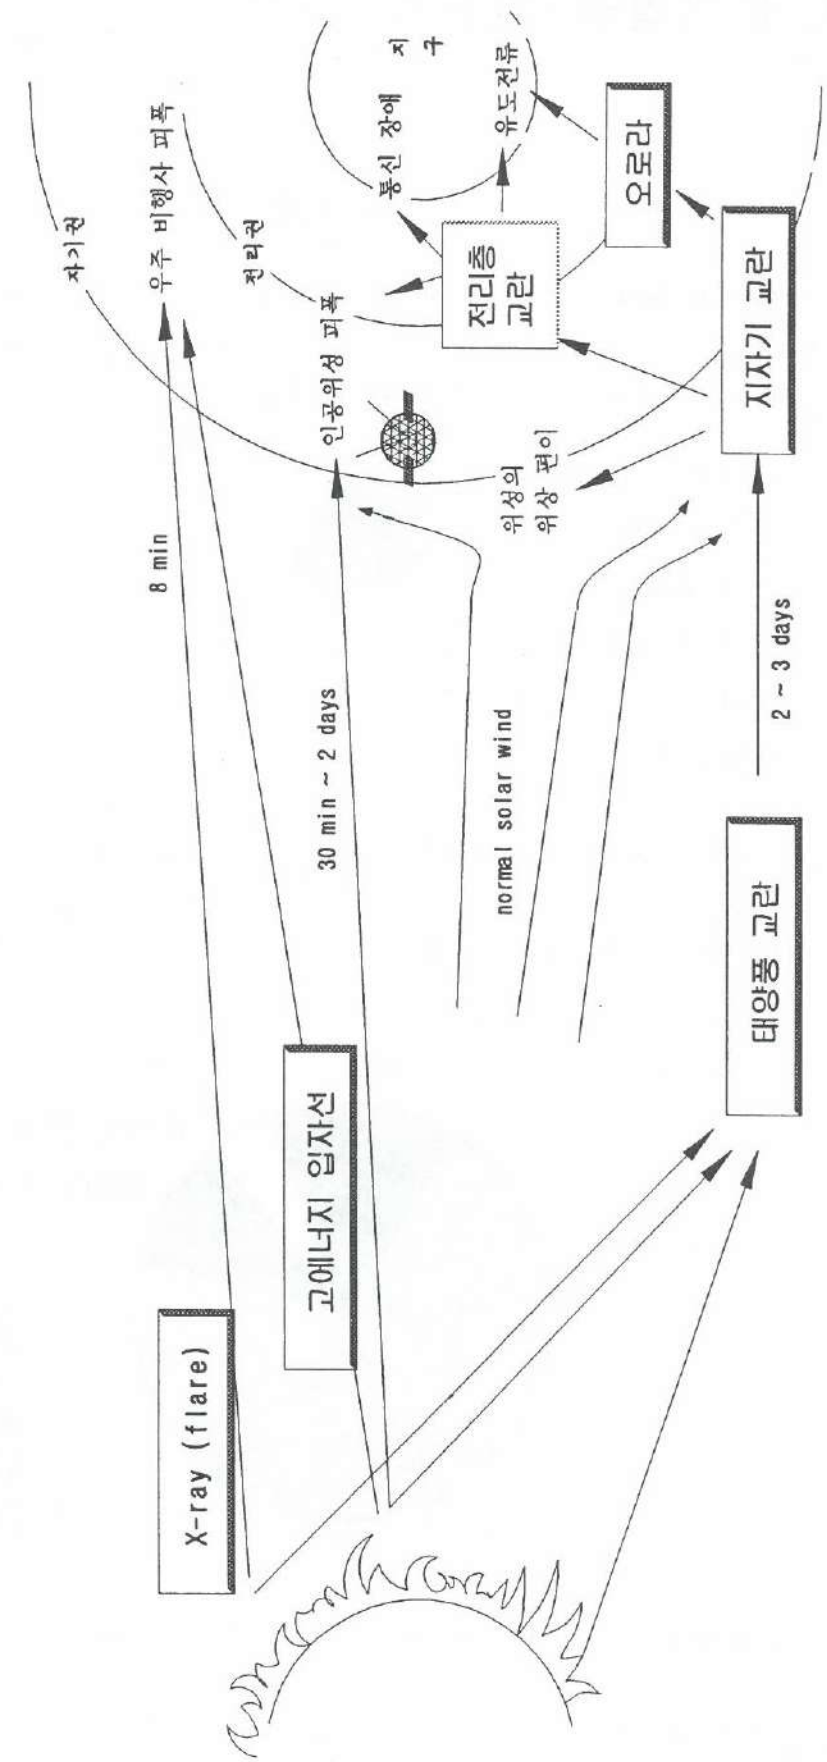 X-ray (flare)
고에너지 입자선
태양풍 교란
8 min
30 min ~ 2 days
normal solar wind
2 ~ 3 days
자기권
우주 비행사 피폭
전리권
인공위성 피폭
위성의
위상 편이
지자기 교란
전리층
교란
오로라
통신 장애
유도전류
지
구